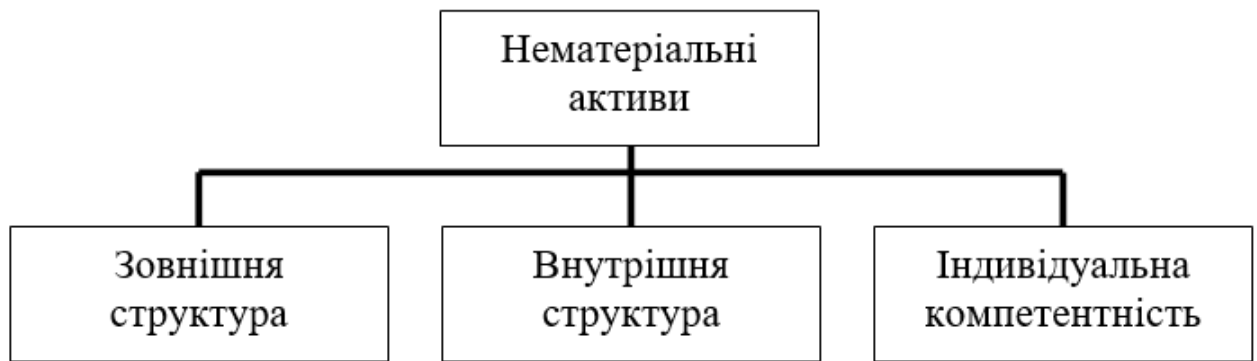 Нематеріальні
активи
Зовнішня
структура
Внутрішня
структура
Індивідуальна
компетентність